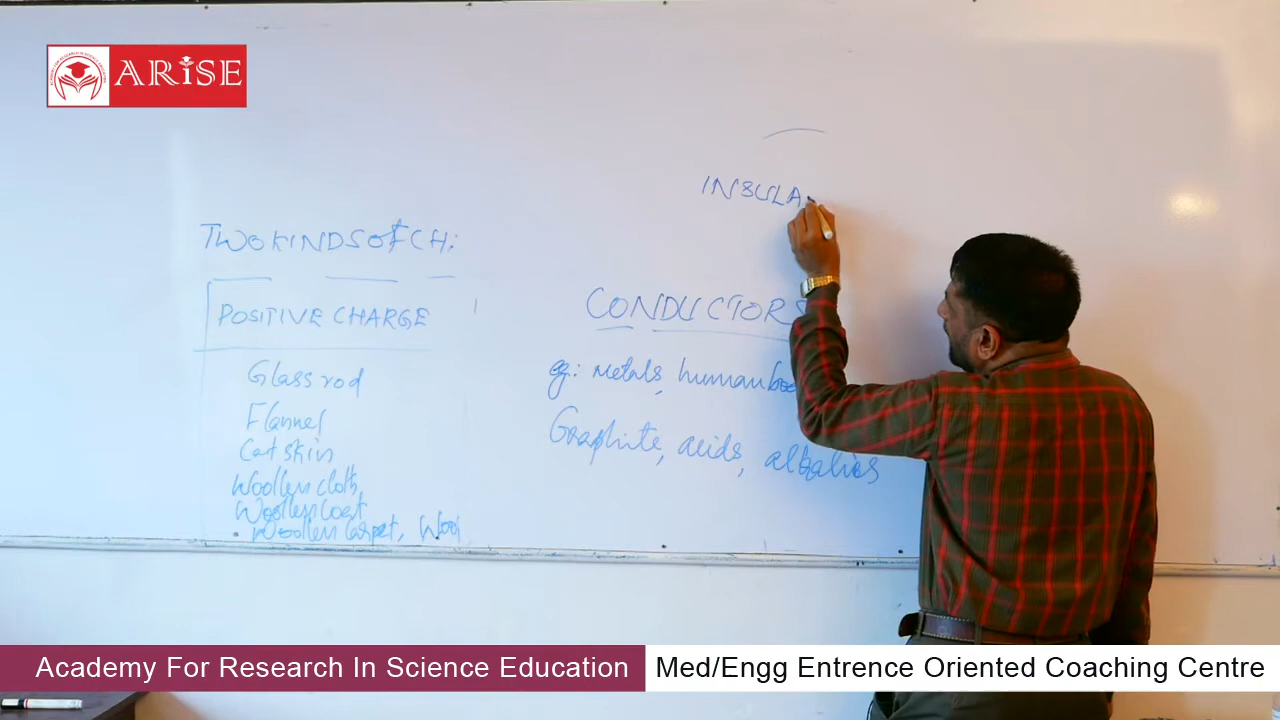 ARISE
INSULA
TWO KINDS of CH:
POSITIVE CHARGE
Glass rod
Flannel
Cat skin
Woollen cloth,
Woollen coat
Woollen carpet, Wool
CONDUCTORS
eg: metals, human bo
Graphite, acids, alkalies
Academy For Research In Science Education
Med/Engg Entrence Oriented Coaching Centre